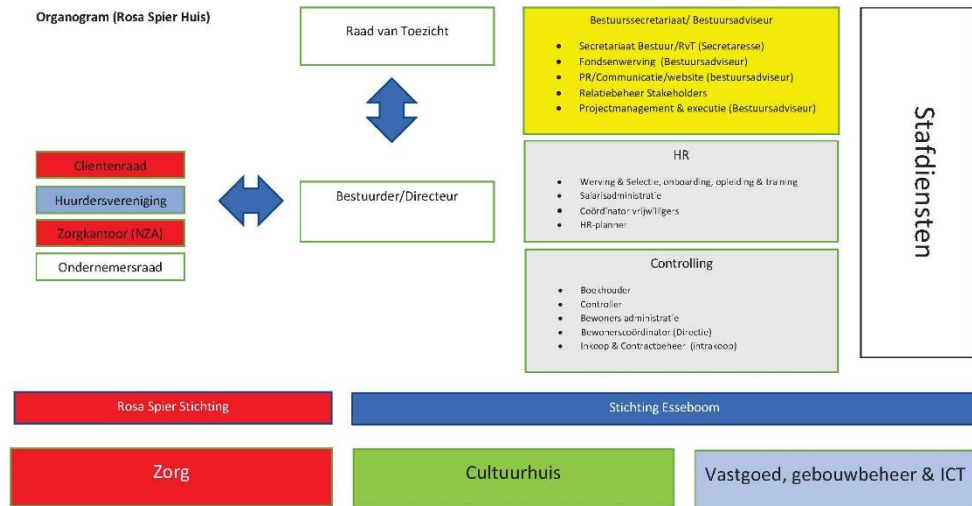 Organogram (Rosa Spier Huis)
Raad van Toezicht
Bestuurssecretariaat/ Bestuursadviseur
• Secretariaat Bestuur/RvT (Secretaresse)
• Fondsenwerving (Bestuursadviseur)
• PR/Communicatie/website (bestuursadviseur)
• Relatiebeheer Stakeholders
• Projectmanagement & executie (Bestuursadviseur)
Stafdiensten
Clientenraad
Huurdersvereniging
Zorgkantoor (NZA)
Ondernemersraad
Bestuurder/Directeur
HR
• Werving & Selectie, onboarding, opleiding & training
• Salarisadministratie
• Coördinator vrijwilligers
• HR-planner
Controlling
• Boekhouder
• Controller
• Bewoners administratie
• Bewonerscoördinator (Directie)
• Inkoop & Contractbeheer (intrakoop)
Rosa Spier Stichting
Stichting Esseboom
Zorg
Cultuurhuis
Vastgoed, gebouwbeheer & ICT